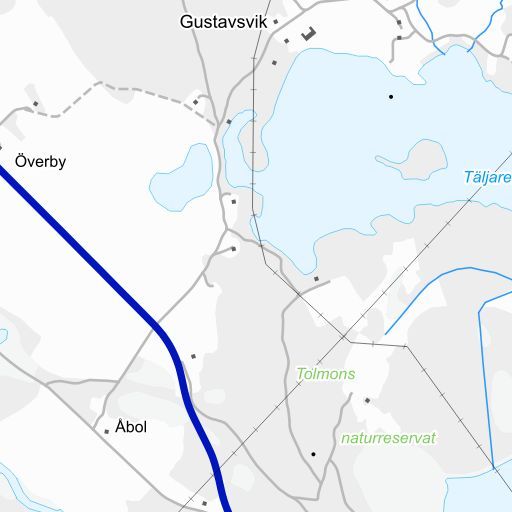 Gustavsvik
Överby
Täljare
Tolmons
Åbol
naturreservat